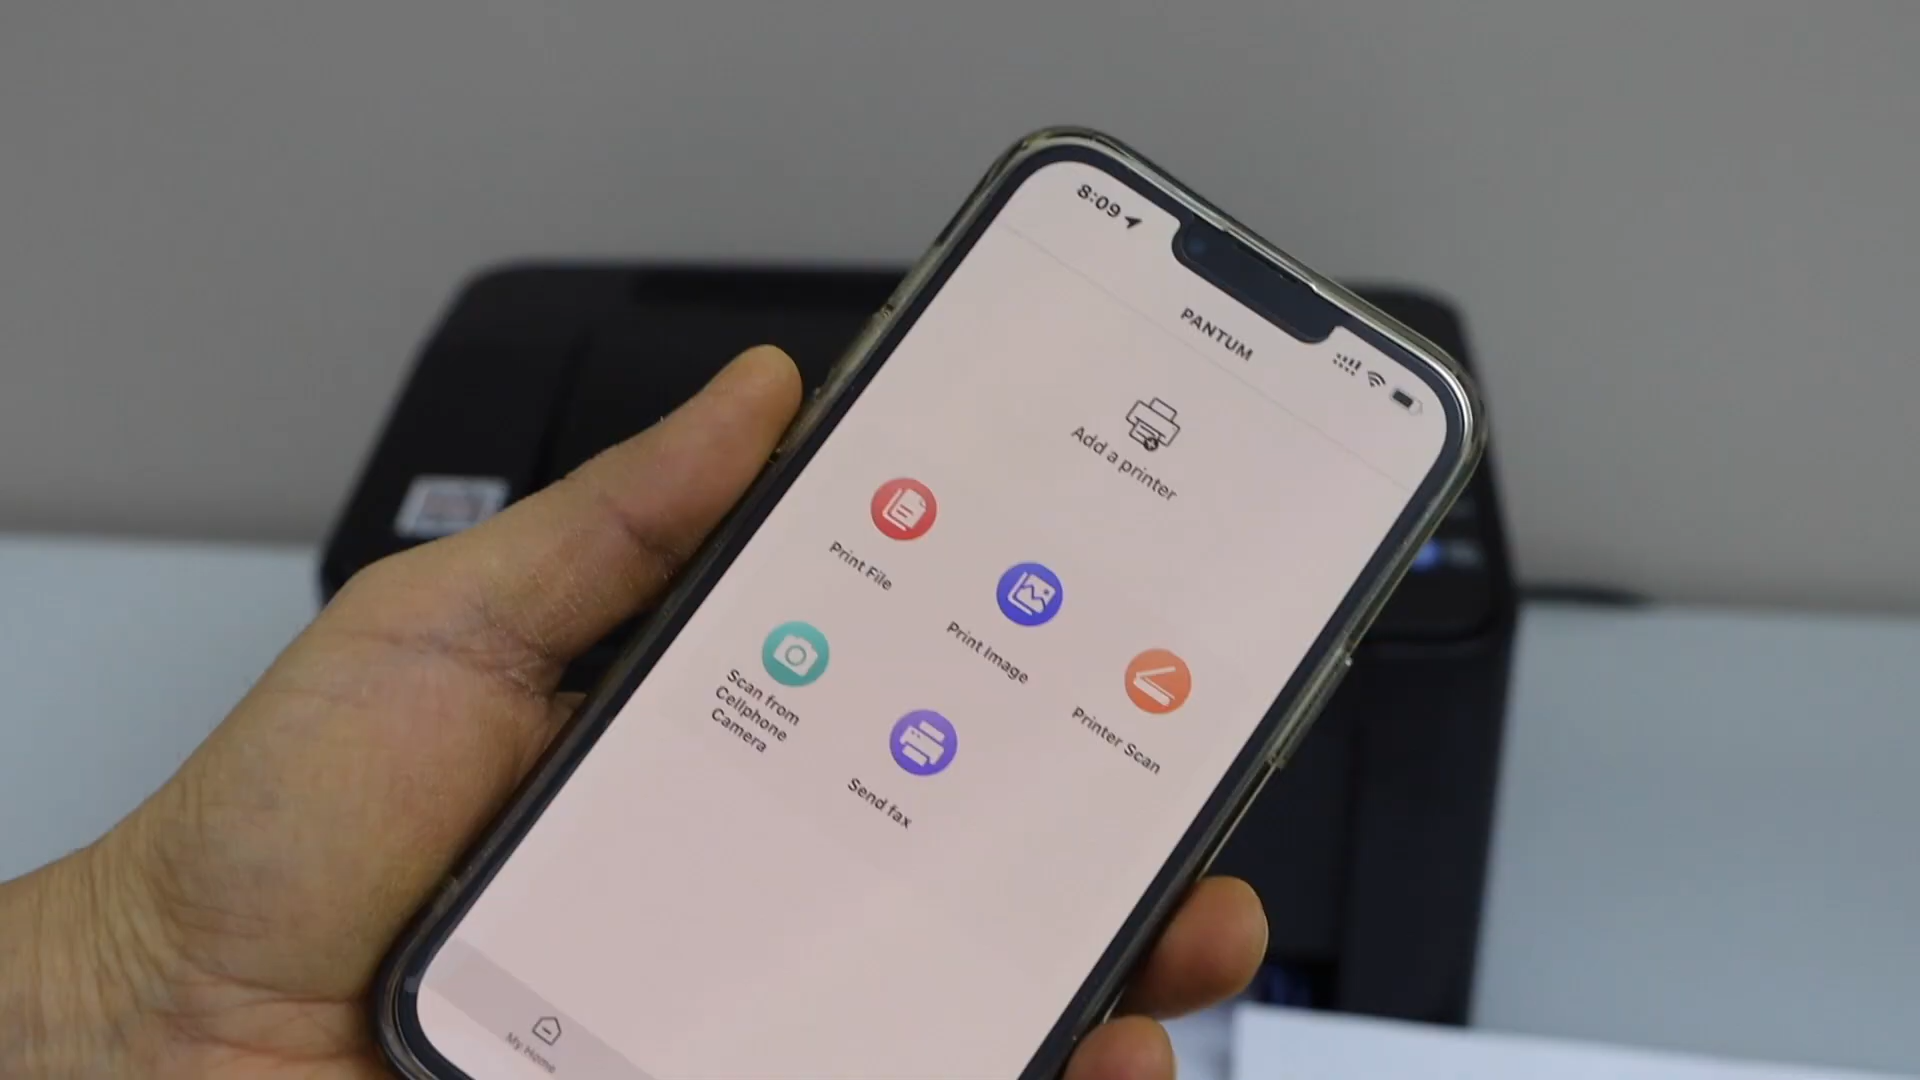 8:09
PANTUM
Add a printer
Print File
Print Image
Printer Scan
Scan from
Cellphone
Camera
Send fax
My Home